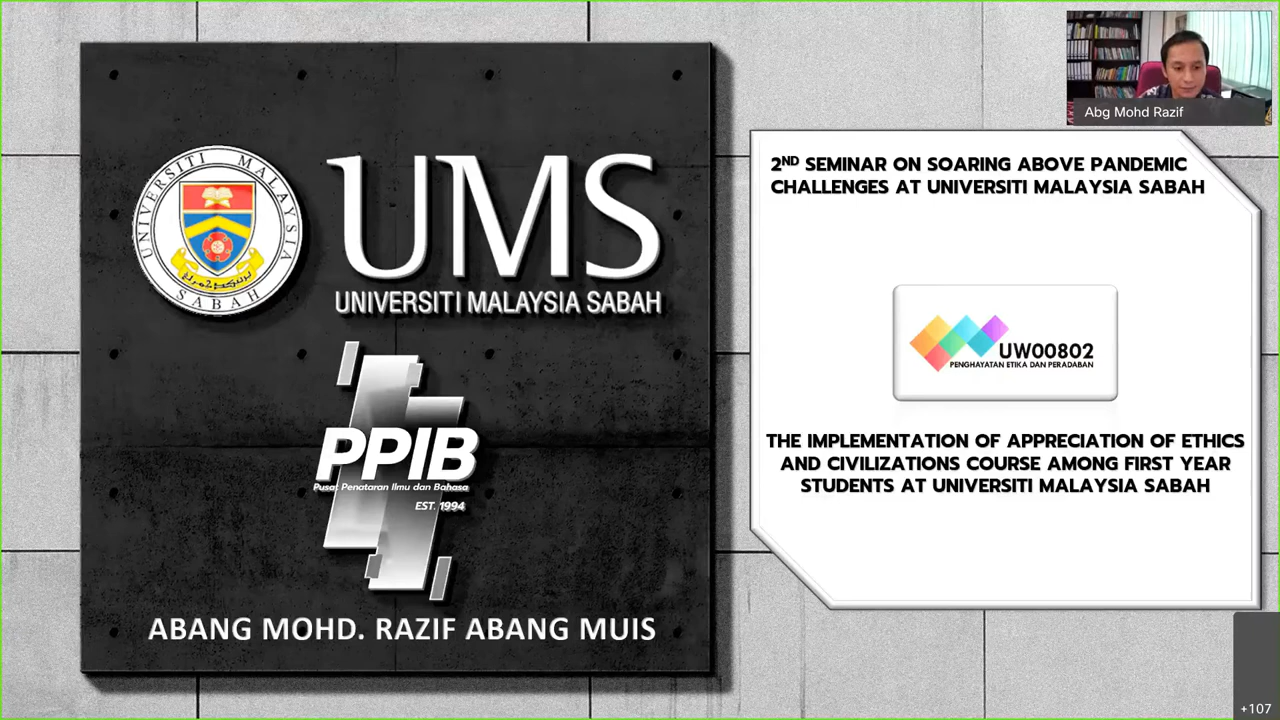 UNIVERSITI MALAYSIA
SABAH
UMS
UNIVERSITI MALAYSIA SABAH
PPIB
Pusat Penataran Ilmu dan Bahasa
EST. 1994
ABANG MOHD. RAZIF ABANG MUIS
Abg Mohd Razif
2ND SEMINAR ON SOARING ABOVE PANDEMIC
CHALLENGES AT UNIVERSITI MALAYSIA SABAH
UW00802
PENGHAYATAN ETIKA DAN PERADABAN
THE IMPLEMENTATION OF APPRECIATION OF ETHICS
AND CIVILIZATIONS COURSE AMONG FIRST YEAR
STUDENTS AT UNIVERSITI MALAYSIA SABAH
+107